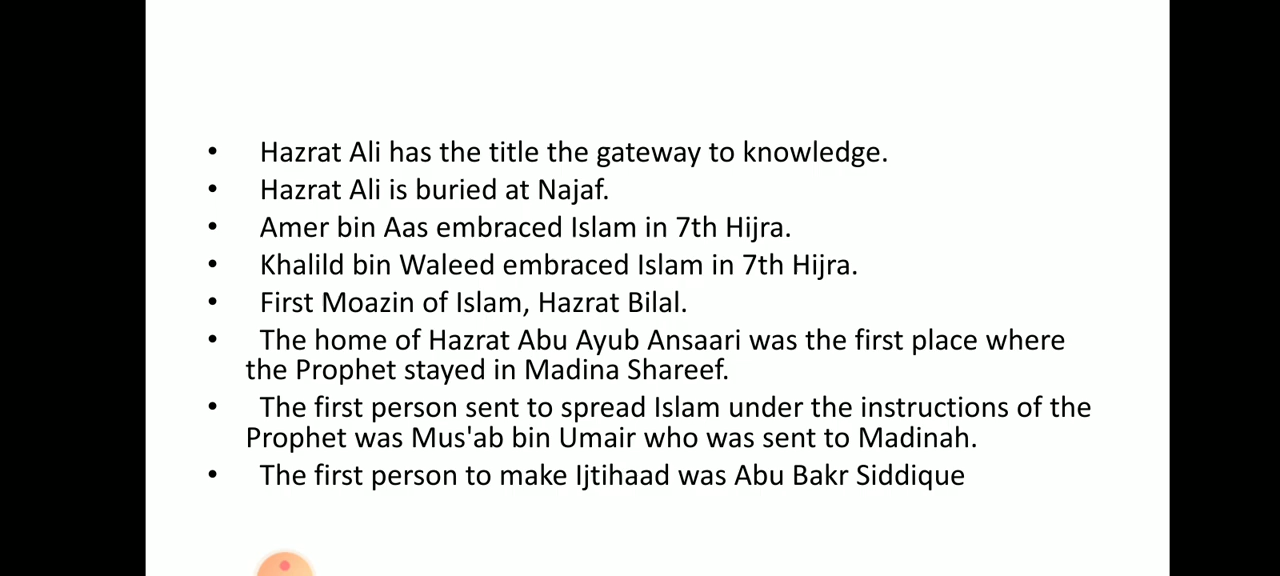 • Hazrat Ali has the title the gateway to knowledge.
• Hazrat Ali is buried at Najaf.
• Amer bin Aas embraced Islam in 7th Hijra.
• Khalild bin Waleed embraced Islam in 7th Hijra.
• First Moazin of Islam, Hazrat Bilal.
• The home of Hazrat Abu Ayub Ansaari was the first place where
the Prophet stayed in Madina Shareef.
• The first person sent to spread Islam under the instructions of the
Prophet was Mus'ab bin Umair who was sent to Madinah.
• The first person to make Ijtihaad was Abu Bakr Siddique